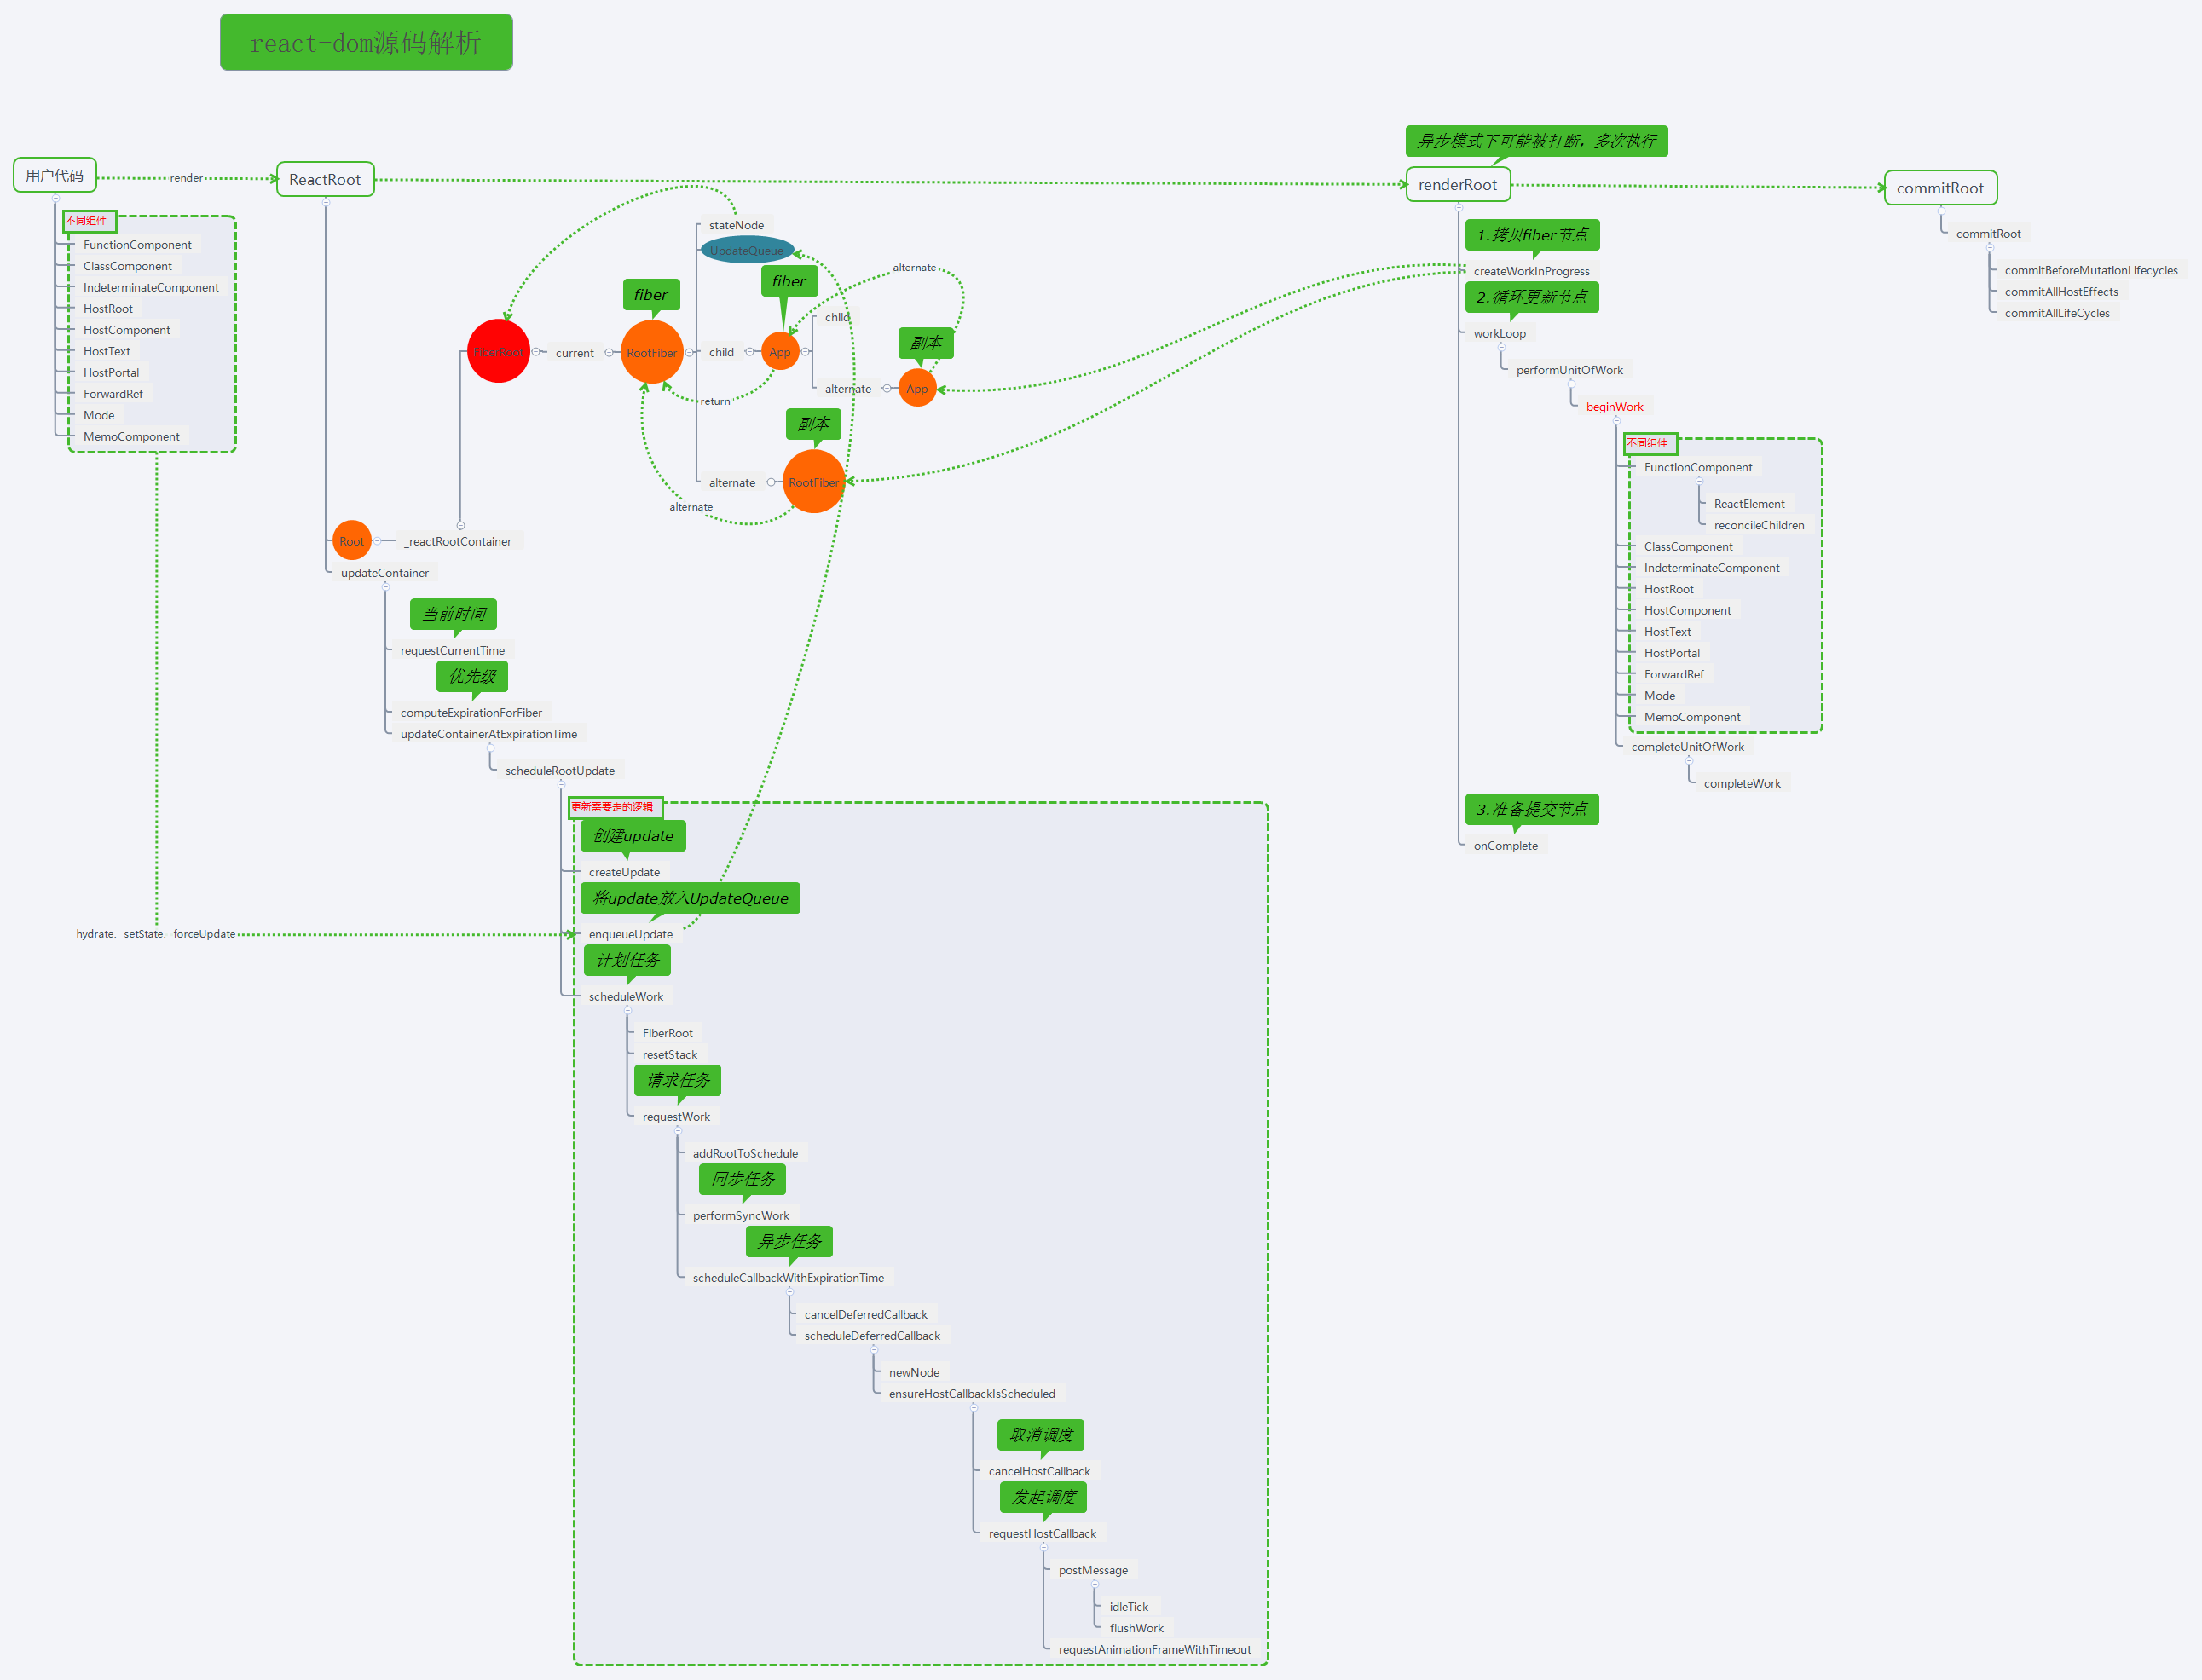 react-dom源码解析
用户代码
render
不同组件
FunctionComponent
ClassComponent
IndeterminateComponent
HostRoot
HostComponent
HostText
HostPortal
ForwardRef
Mode
MemoComponent
hydrate、setState、forceUpdate
ReactRoot
Root
_reactRootContainer
FiberRoot
current
fiber
RootFiber
stateNode
UpdateQueue
fiber
child
App
child
alternate
副本
App
alternate
return
副本
alternate
RootFiber
alternate
updateContainer
当前时间
requestCurrentTime
优先级
computeExpirationForFiber
updateContainerAtExpirationTime
scheduleRootUpdate
更新需要走的逻辑
创建update
createUpdate
将update放入UpdateQueue
enqueueUpdate
计划任务
scheduleWork
FiberRoot
resetStack
请求任务
requestWork
addRootToSchedule
同步任务
performSyncWork
异步任务
scheduleCallbackWithExpirationTime
cancelDeferredCallback
scheduleDeferredCallback
newNode
ensureHostCallbackIsScheduled
取消调度
cancelHostCallback
发起调度
requestHostCallback
postMessage
idleTick
flushWork
requestAnimationFrameWithTimeout
异步模式下可能被打断，多次执行
renderRoot
1.拷贝fiber节点
createWorkInProgress
2.循环更新节点
workLoop
performUnitOfWork
beginWork
不同组件
FunctionComponent
ReactElement
reconcileChildren
ClassComponent
IndeterminateComponent
HostRoot
HostComponent
HostText
HostPortal
ForwardRef
Mode
MemoComponent
completeUnitOfWork
completeWork
3.准备提交节点
onComplete
commitRoot
commitRoot
commitBeforeMutationLifecycles
commitAllHostEffects
commitAllLifeCycles